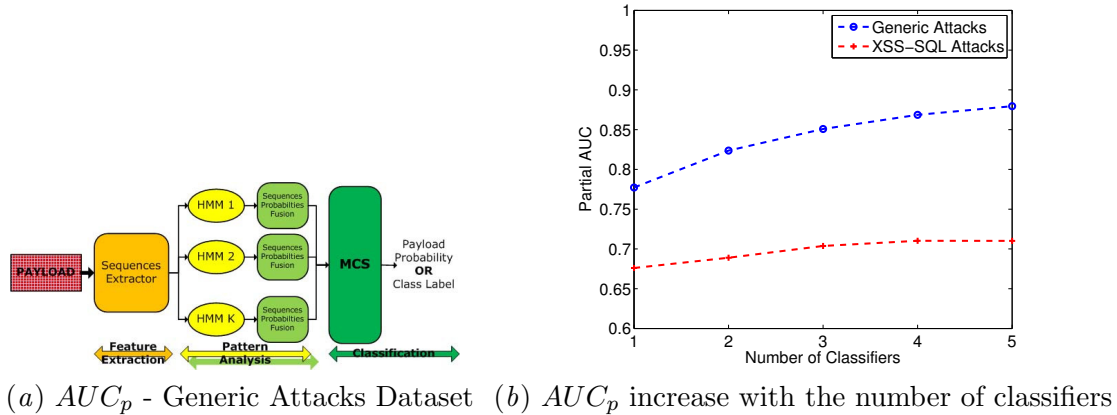 PAYLOAD
Sequences
Extractor
HMM 1
HMM 2
HMM K
Sequences
Probabilties
Fusion
Sequences
Probabilties
Fusion
Sequences
Probabilties
Fusion
MCS
Payload
Probability
OR
Class Label
Feature
Extraction
Pattern
Analysis
Classification
(a) AUC_p - Generic Attacks Dataset
1
0.95
0.9
0.85
0.8
0.75
0.7
0.65
0.6
Partial AUC
Generic Attacks
XSS−SQL Attacks
1 2 3 4 5
Number of Classifiers
(b) AUC_p increase with the number of classifiers